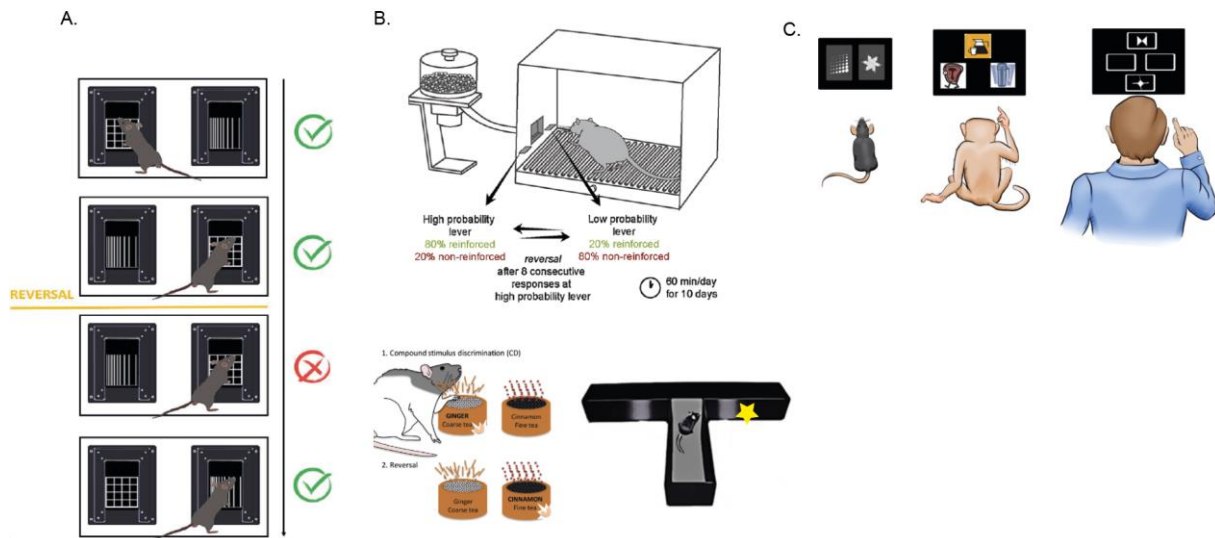 A.
REVERSAL
B.
High probability
lever
80% reinforced
20% non-reinforced
Low probability
lever
20% reinforced
80% non-reinforced
reversal
after 8 consecutive
responses at
high probability lever
60 min/day
for 10 days
1. Compound stimulus discrimination (CD)
GINGER
Coarse tea
Cinnamon
Fine tea
2. Reversal
Ginger
Coarse tea
CINNAMON
Fine tea
C.